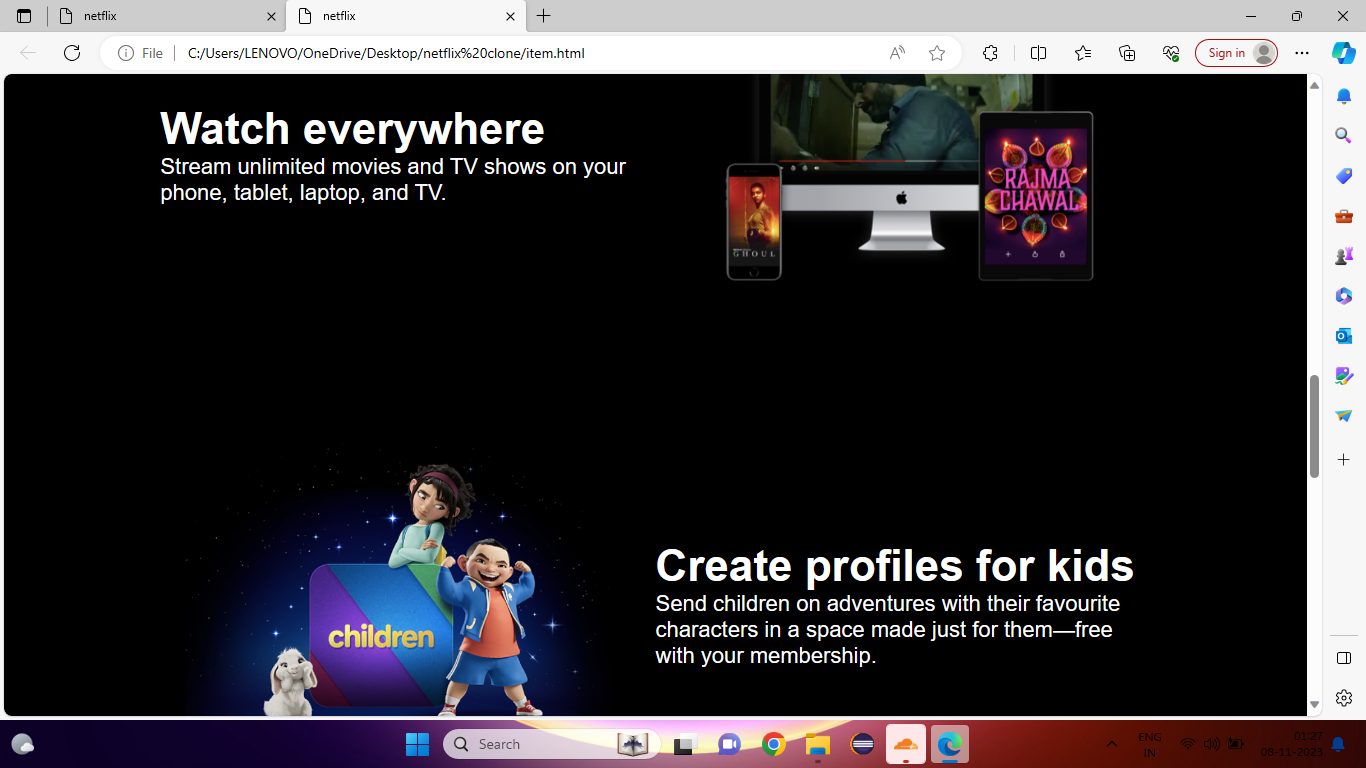 netflix
netflix
File
C:/Users/LENOVO/OneDrive/Desktop/netflix%20clone/item.html
Sign in
Watch everywhere
Stream unlimited movies and TV shows on your
phone, tablet, laptop, and TV.
GHOUL
RAJMA
CHAWAL
children
Create profiles for kids
Send children on adventures with their favourite
characters in a space made just for them—free
with your membership.
Search
ENG
IN
01:27
08-11-2023